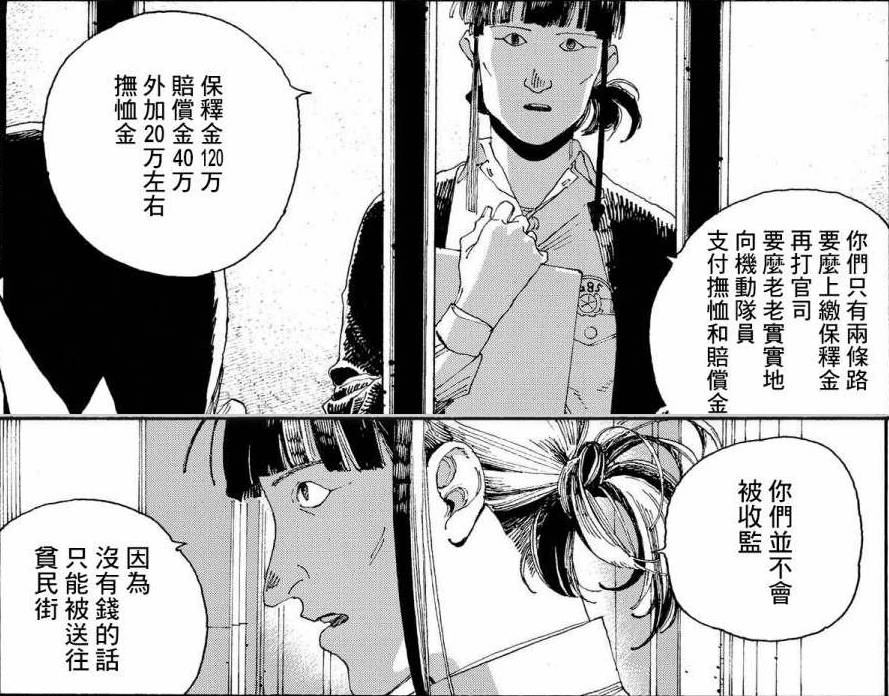 你們只有兩條路
要麼上繳保釋金
再打官司
要麼老老實實地
向機動隊員
支付撫恤和賠償金
保釋金120万
賠償金40万
外加20万左右
撫恤金
你們並不會
被收監
因為
沒有錢的話
只能被送往
貧民街